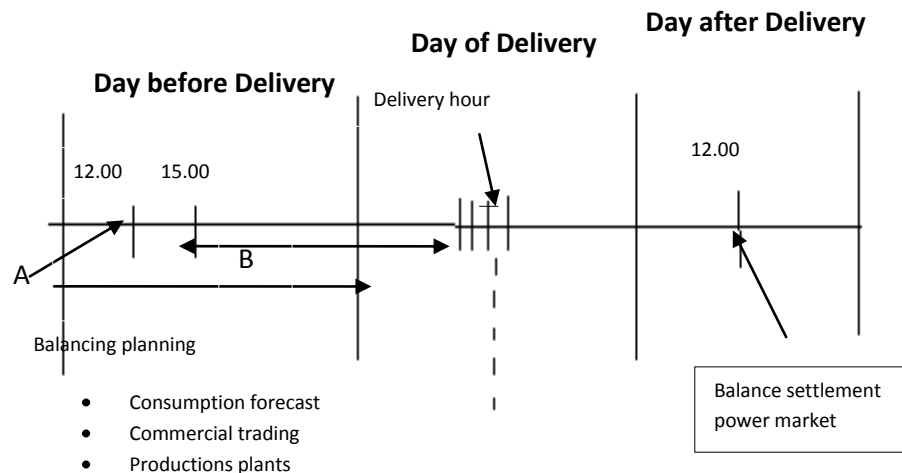 Day before Delivery
Day of Delivery
Day after Delivery
Delivery hour
12.00
15.00
12.00
A
B
Balancing planning
• Consumption forecast
• Commercial trading
• Productions plants
Balance settlement
power market